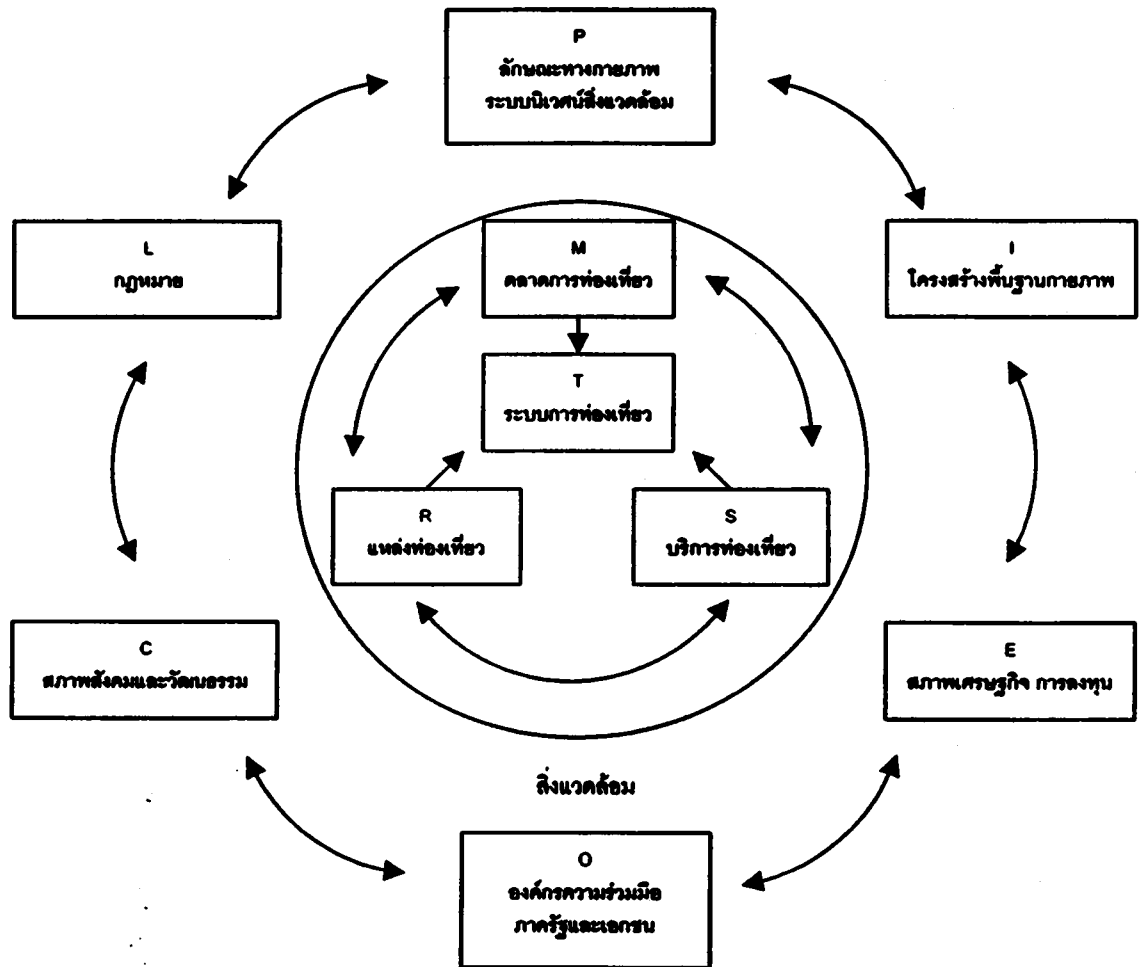 P
ลักษณะทางกายภาพ
ระบบนิเวศน์สิ่งแวดล้อม
L
กฎหมาย
M
ตลาดการท่องเที่ยว
I
โครงสร้างพื้นฐานกายภาพ
T
ระบบการท่องเที่ยว
R
แหล่งท่องเที่ยว
S
บริการท่องเที่ยว
C
สภาพสังคมและวัฒนธรรม
E
สภาพเศรษฐกิจ การลงทุน
สิ่งแวดล้อม
O
องค์กรความร่วมมือ
ภาครัฐและเอกชน